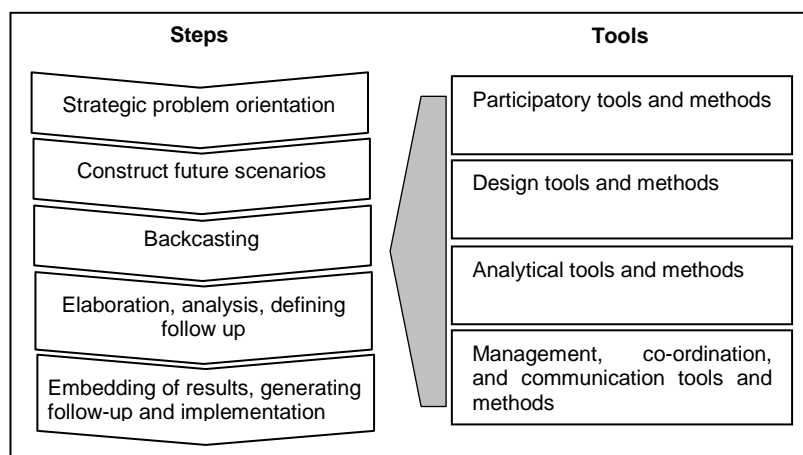 Steps
Strategic problem orientation
Construct future scenarios
Backcasting
Elaboration, analysis, defining
follow up
Embedding of results, generating
follow-up and implementation
Tools
Participatory tools and methods
Design tools and methods
Analytical tools and methods
Management, co-ordination,
and communication tools and
methods